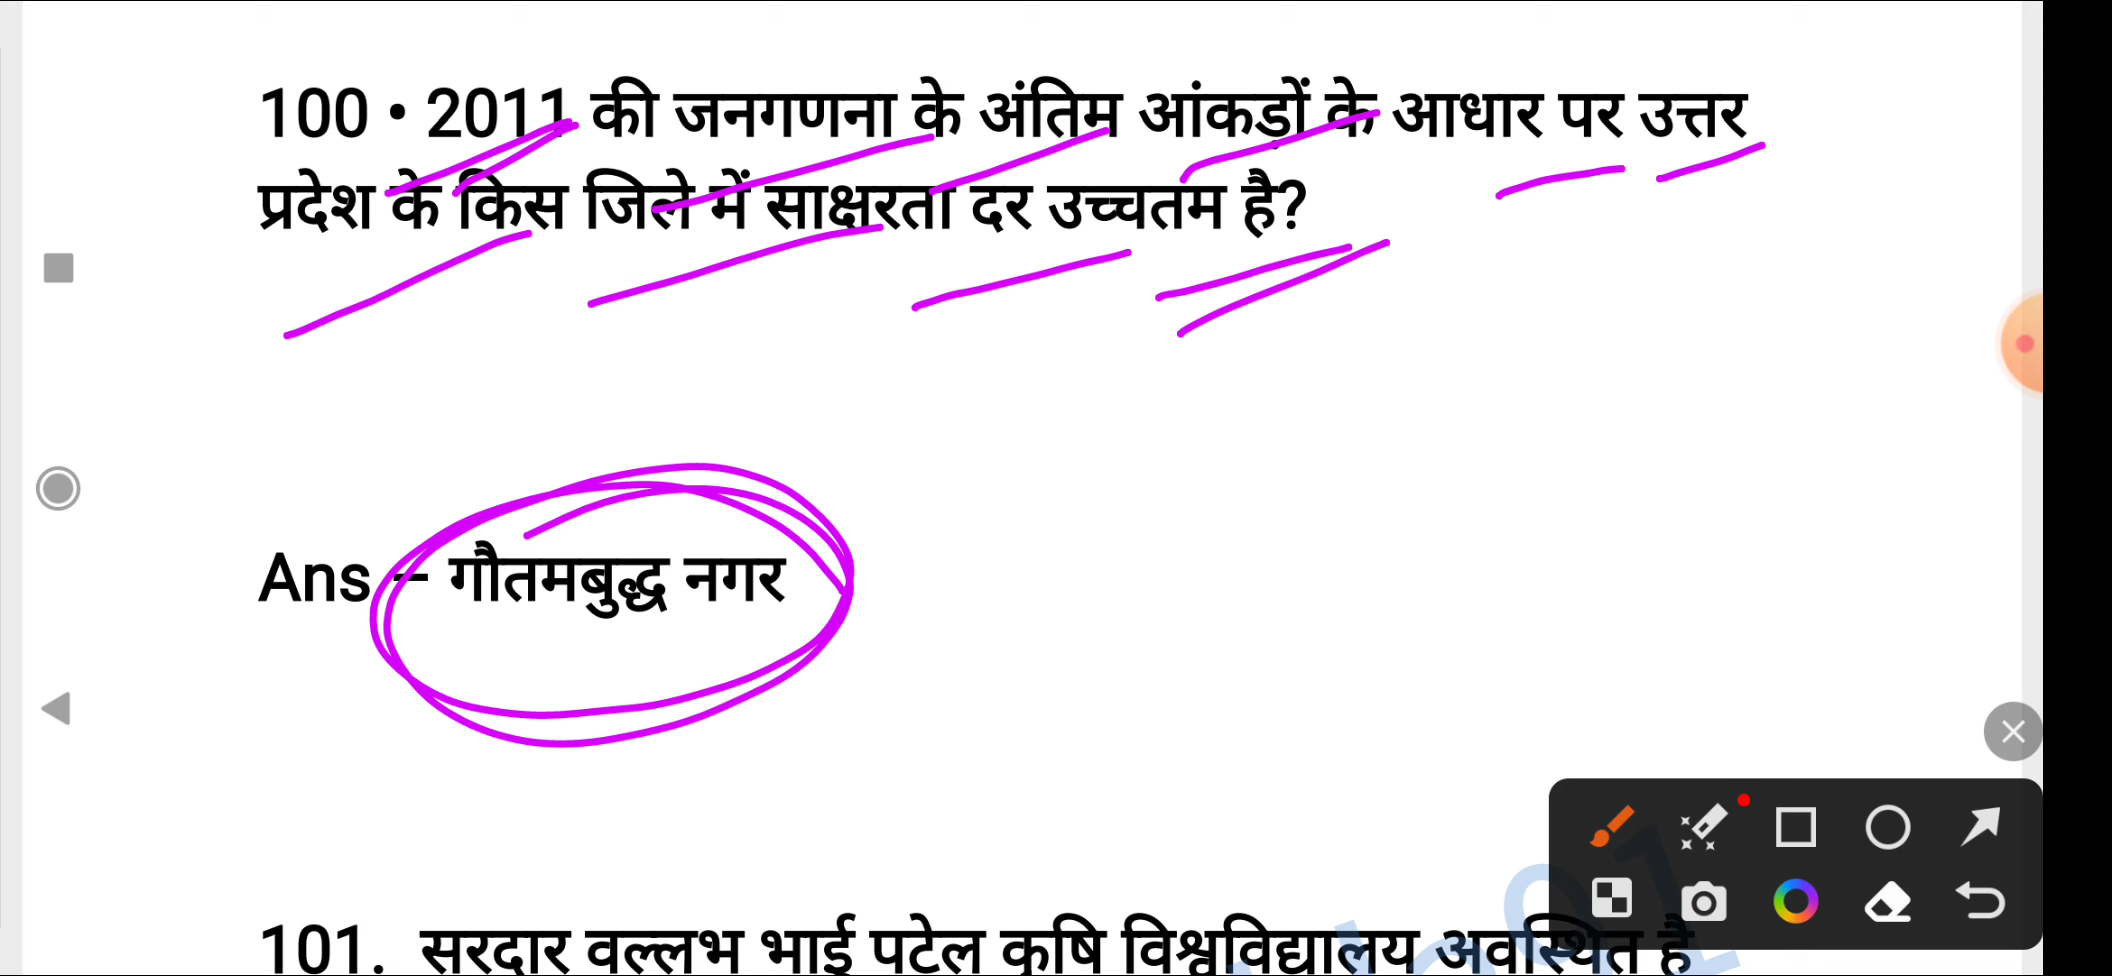 100 • 2011 की जनगणना के अंतिम आंकड़ों के आधार पर उत्तर
प्रदेश के किस जिले में साक्षरता दर उच्चतम है?
Ans – गौतमबुद्ध नगर
101. सरदार वल्लभ भाई पटेल कृषि विश्वविद्यालय अवस्थित है